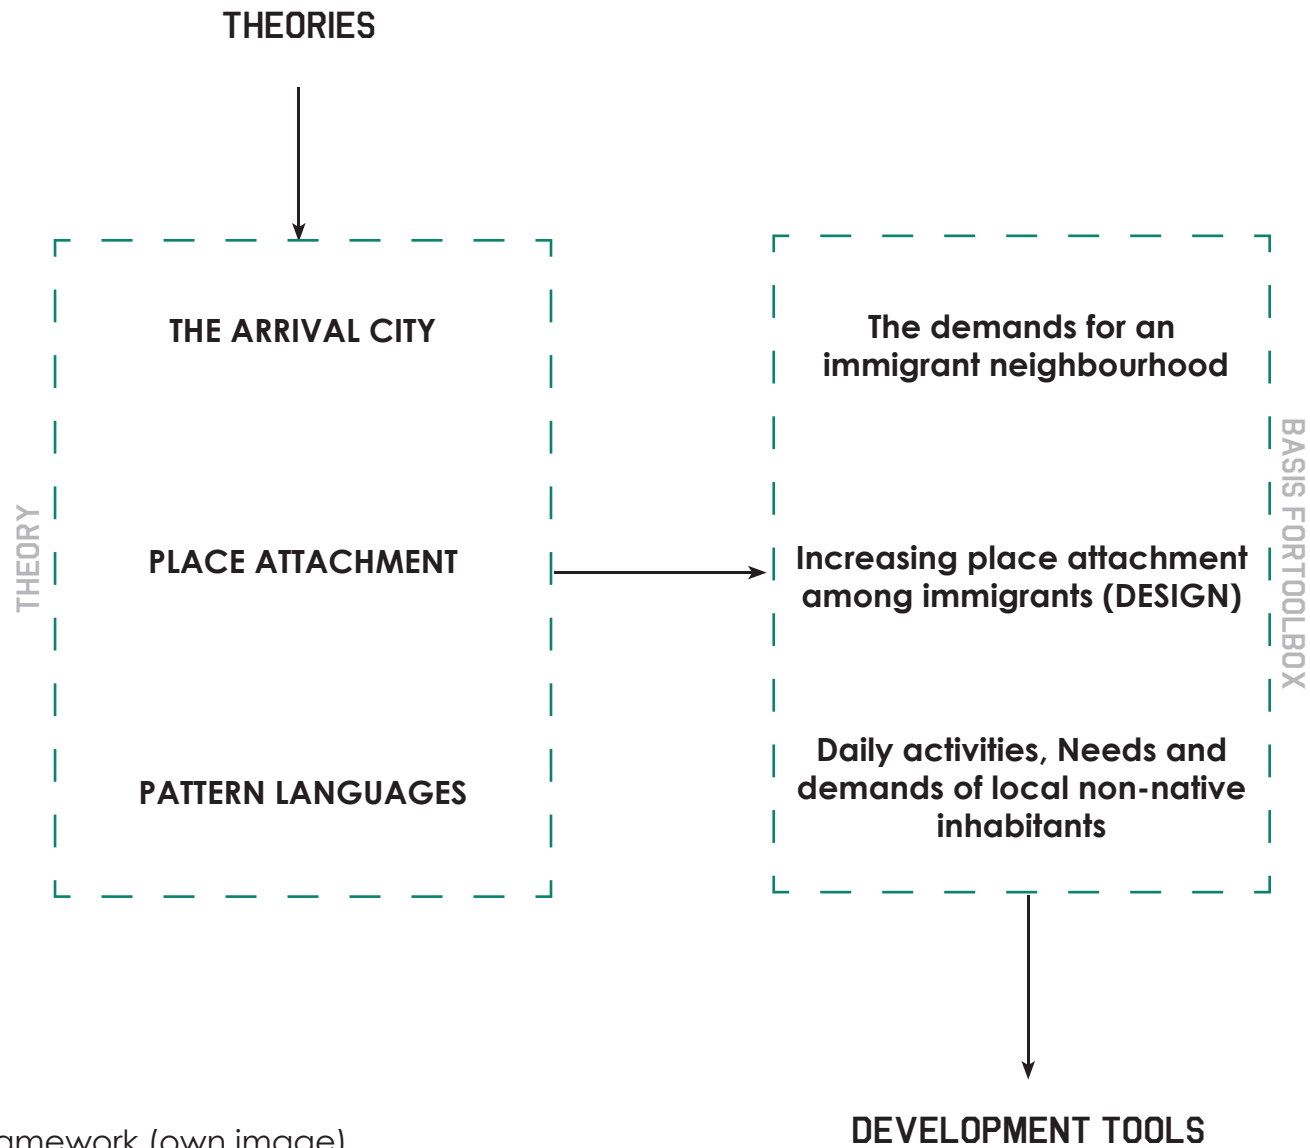 THEORIES
THE ARRIVAL CITY
PLACE ATTACHMENT
PATTERN LANGUAGES
THEORY
The demands for an
immigrant neighbourhood
Increasing place attachment
among immigrants (DESIGN)
Daily activities, Needs and
demands of local non-native
inhabitants
BASIS FORTOOLBOX
DEVELOPMENT TOOLS
(own image)